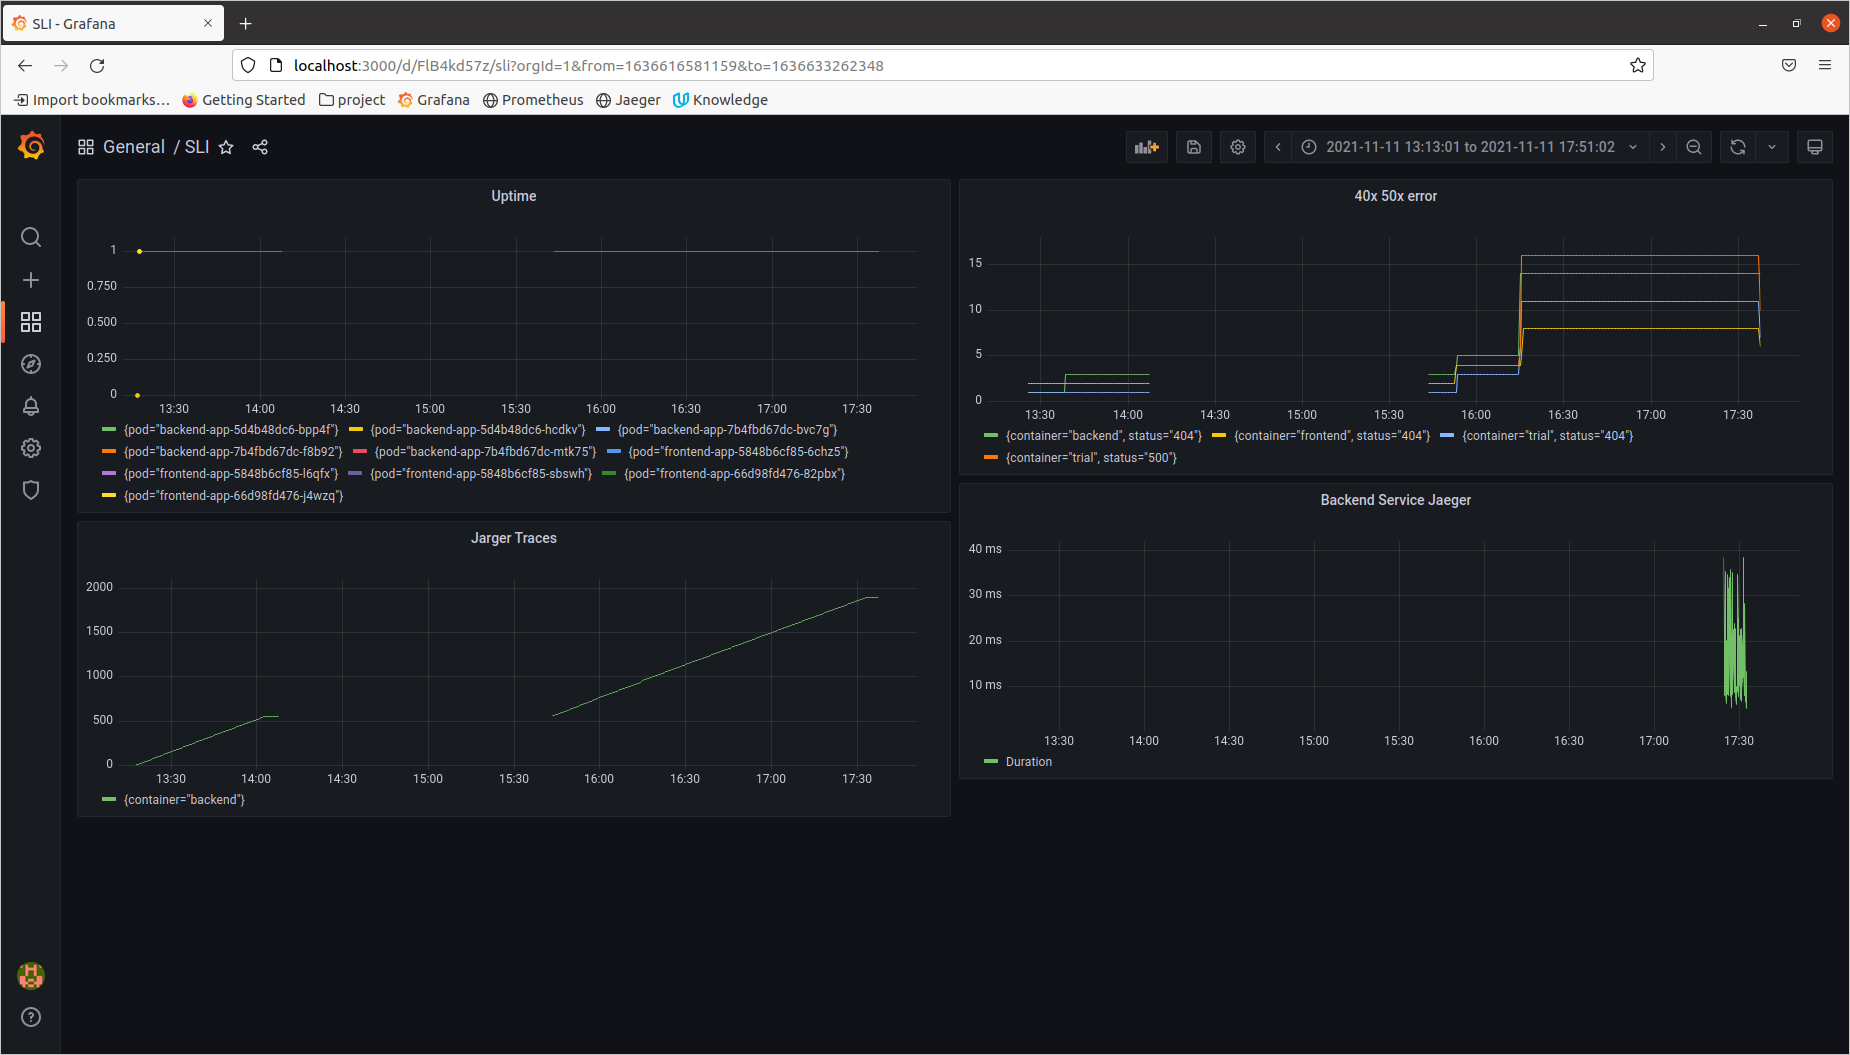 SLI - Grafana
localhost:3000/d/FlB4kd57z/sli?orgId=1&from=1636616581159&to=1636633262348
Import bookmarks... Getting Started project Grafana Prometheus Jaeger Knowledge
General / SLI
2021-11-11 13:13:01 to 2021-11-11 17:51:02
Uptime
1
0.750
0.500
0.250
0
13:30 14:00 14:30 15:00 15:30 16:00 16:30 17:00 17:30
{pod="backend-app-5d4b48dc6-bpp4f"} {pod="backend-app-5d4b48dc6-hcdkv"} {pod="backend-app-7b4fbd67dc-bvc7g"}
{pod="backend-app-7b4fbd67dc-f8b92"} {pod="backend-app-7b4fbd67dc-mtk75"} {pod="frontend-app-5848b6cf85-6chz5"}
{pod="frontend-app-5848b6cf85-l6qfx"} {pod="frontend-app-5848b6cf85-sbswh"} {pod="frontend-app-66d98fd476-82pbx"}
{pod="frontend-app-66d98fd476-j4wzq"}
40x 50x error
15
10
5
0
13:30 14:00 14:30 15:00 15:30 16:00 16:30 17:00 17:30
{container="backend", status="404"} {container="frontend", status="404"} {container="trial", status="404"}
{container="trial", status="500"}
Jarger Traces
2000
1500
1000
500
0
13:30 14:00 14:30 15:00 15:30 16:00 16:30 17:00 17:30
{container="backend"}
Backend Service Jaeger
40 ms
30 ms
20 ms
10 ms
13:30 14:00 14:30 15:00 15:30 16:00 16:30 17:00 17:30
Duration